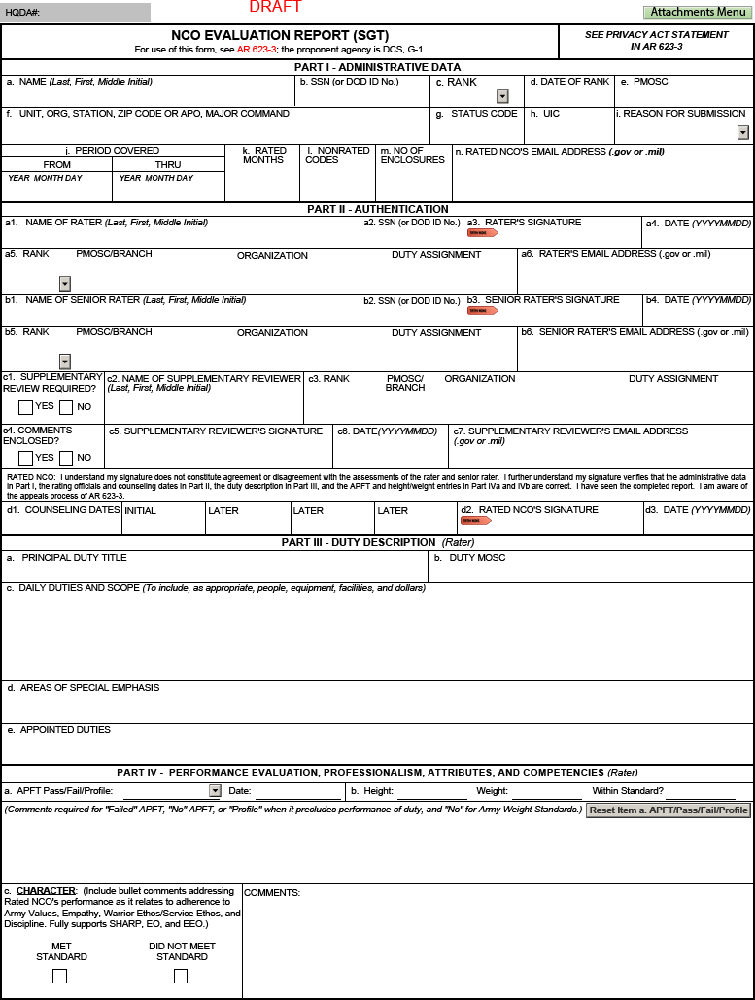 HQDA#:
DRAFT
Attachments Menu
NCO EVALUATION REPORT (SGT)
For use of this form, see AR 623-3; the proponent agency is DCS, G-1.
SEE PRIVACY ACT STATEMENT
IN AR 623-3
PART I - ADMINISTRATIVE DATA
a. NAME (Last, First, Middle Initial)
b. SSN (or DOD ID No.)
c. RANK
d. DATE OF RANK
e. PMOSC
f. UNIT, ORG, STATION, ZIP CODE OR APO, MAJOR COMMAND
g. STATUS CODE
h. UIC
i. REASON FOR SUBMISSION
j. PERIOD COVERED
FROM
THRU
YEAR MONTH DAY
YEAR MONTH DAY
k. RATED
MONTHS
l. NONRATED
CODES
m. NO OF
ENCLOSURES
n. RATED NCO'S EMAIL ADDRESS (.gov or .mil)
PART II - AUTHENTICATION
a1. NAME OF RATER (Last, First, Middle Initial)
a2. SSN (or DOD ID No.)
a3. RATER'S SIGNATURE
a4. DATE (YYYYMMDD)
a5. RANK
PMOSC/BRANCH
ORGANIZATION
DUTY ASSIGNMENT
a6. RATER'S EMAIL ADDRESS (.gov or .mil)
b1. NAME OF SENIOR RATER (Last, First, Middle Initial)
b2. SSN (or DOD ID No.)
b3. SENIOR RATER'S SIGNATURE
b4. DATE (YYYYMMDD)
b5. RANK
PMOSC/BRANCH
ORGANIZATION
DUTY ASSIGNMENT
b6. SENIOR RATER'S EMAIL ADDRESS (.gov or .mil)
c1. SUPPLEMENTARY
REVIEW REQUIRED?
YES
NO
c2. NAME OF SUPPLEMENTARY REVIEWER
(Last, First, Middle Initial)
c3. RANK
PMOSC/
BRANCH
ORGANIZATION
DUTY ASSIGNMENT
c4. COMMENTS
ENCLOSED?
YES
NO
c5. SUPPLEMENTARY REVIEWER'S SIGNATURE
c6. DATE(YYYYMMDD)
c7. SUPPLEMENTARY REVIEWER'S EMAIL ADDRESS
(.gov or .mil)
RATED NCO: I understand my signature does not constitute agreement or disagreement with the assessments of the rater and senior rater. I further understand my signature verifies that the administrative data
in Part I, the rating officials and counseling dates in Part II, the duty description in Part III, and the APFT and height/weight entries in Part IVa and IVb are correct. I have seen the completed report. I am aware of
the appeals process of AR 623-3.
d1. COUNSELING DATES
INITIAL
LATER
LATER
LATER
d2. RATED NCO'S SIGNATURE
d3. DATE (YYYYMMDD)
PART III - DUTY DESCRIPTION (Rater)
a. PRINCIPAL DUTY TITLE
b. DUTY MOSC
c. DAILY DUTIES AND SCOPE (To include, as appropriate, people, equipment, facilities, and dollars)
d. AREAS OF SPECIAL EMPHASIS
e. APPOINTED DUTIES
PART IV - PERFORMANCE EVALUATION, PROFESSIONALISM, ATTRIBUTES, AND COMPETENCIES (Rater)
a. APFT Pass/Fail/Profile:
Date:
b. Height:
Weight:
Within Standard?
(Comments required for "Failed" APFT, "No" APFT, or "Profile" when it precludes performance of duty, and "No" for Army Weight Standards.)
Reset Item a. APFT/Pass/Fail/Profile
c. CHARACTER: (Include bullet comments addressing
Rated NCO's performance as it relates to adherence to
Army Values, Empathy, Warrior Ethos/Service Ethos, and
Discipline. Fully supports SHARP, EO, and EEO.)
MET
STANDARD
DID NOT MEET
STANDARD
COMMENTS: